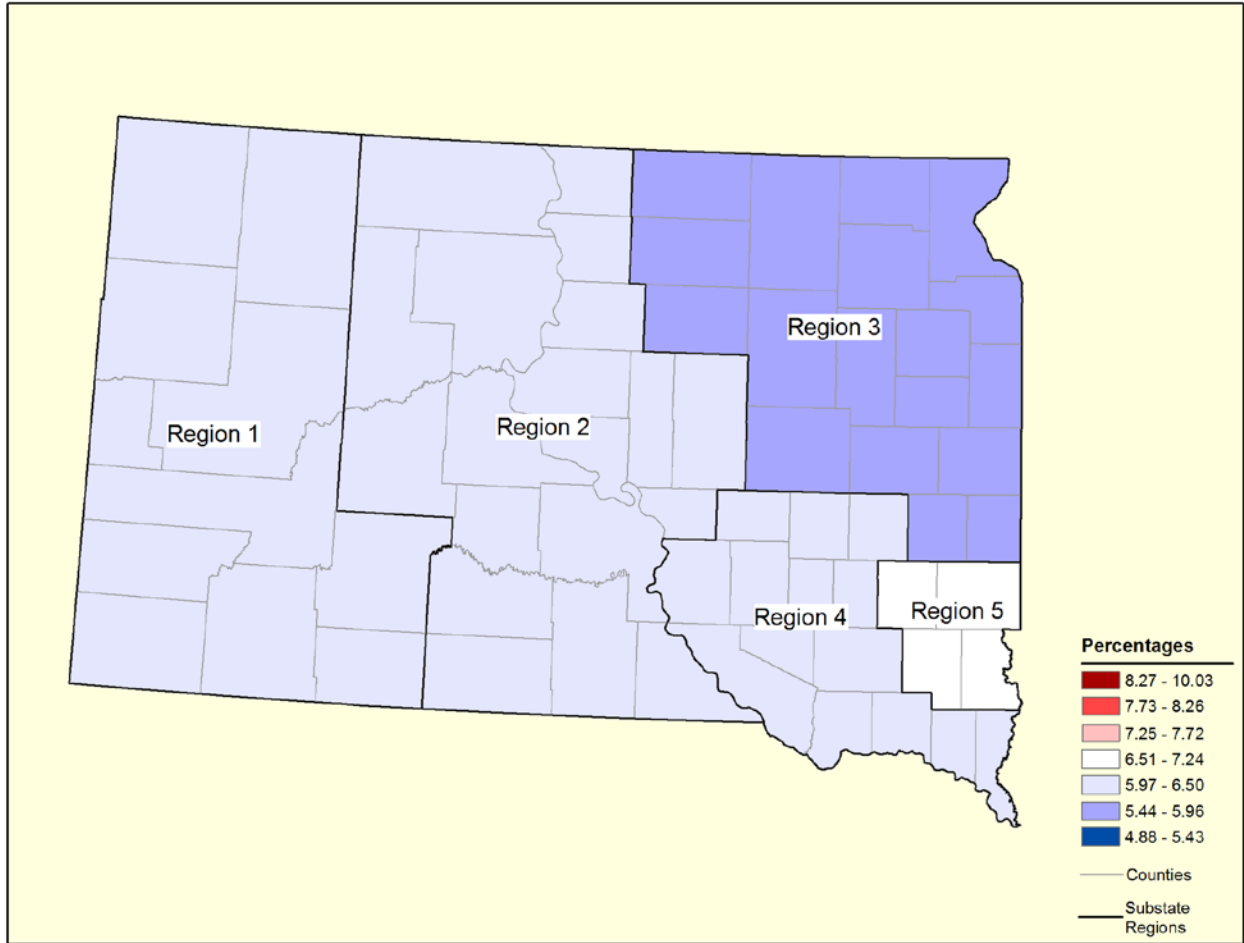 Region 3
Region 2
Region 1
Region 4
Region 5
Percentages
8.27 - 10.03
7.73 - 8.26
7.25 - 7.72
6.51 - 7.24
5.97 - 6.50
5.44 - 5.96
4.88 - 5.43
Counties
Substate
Regions